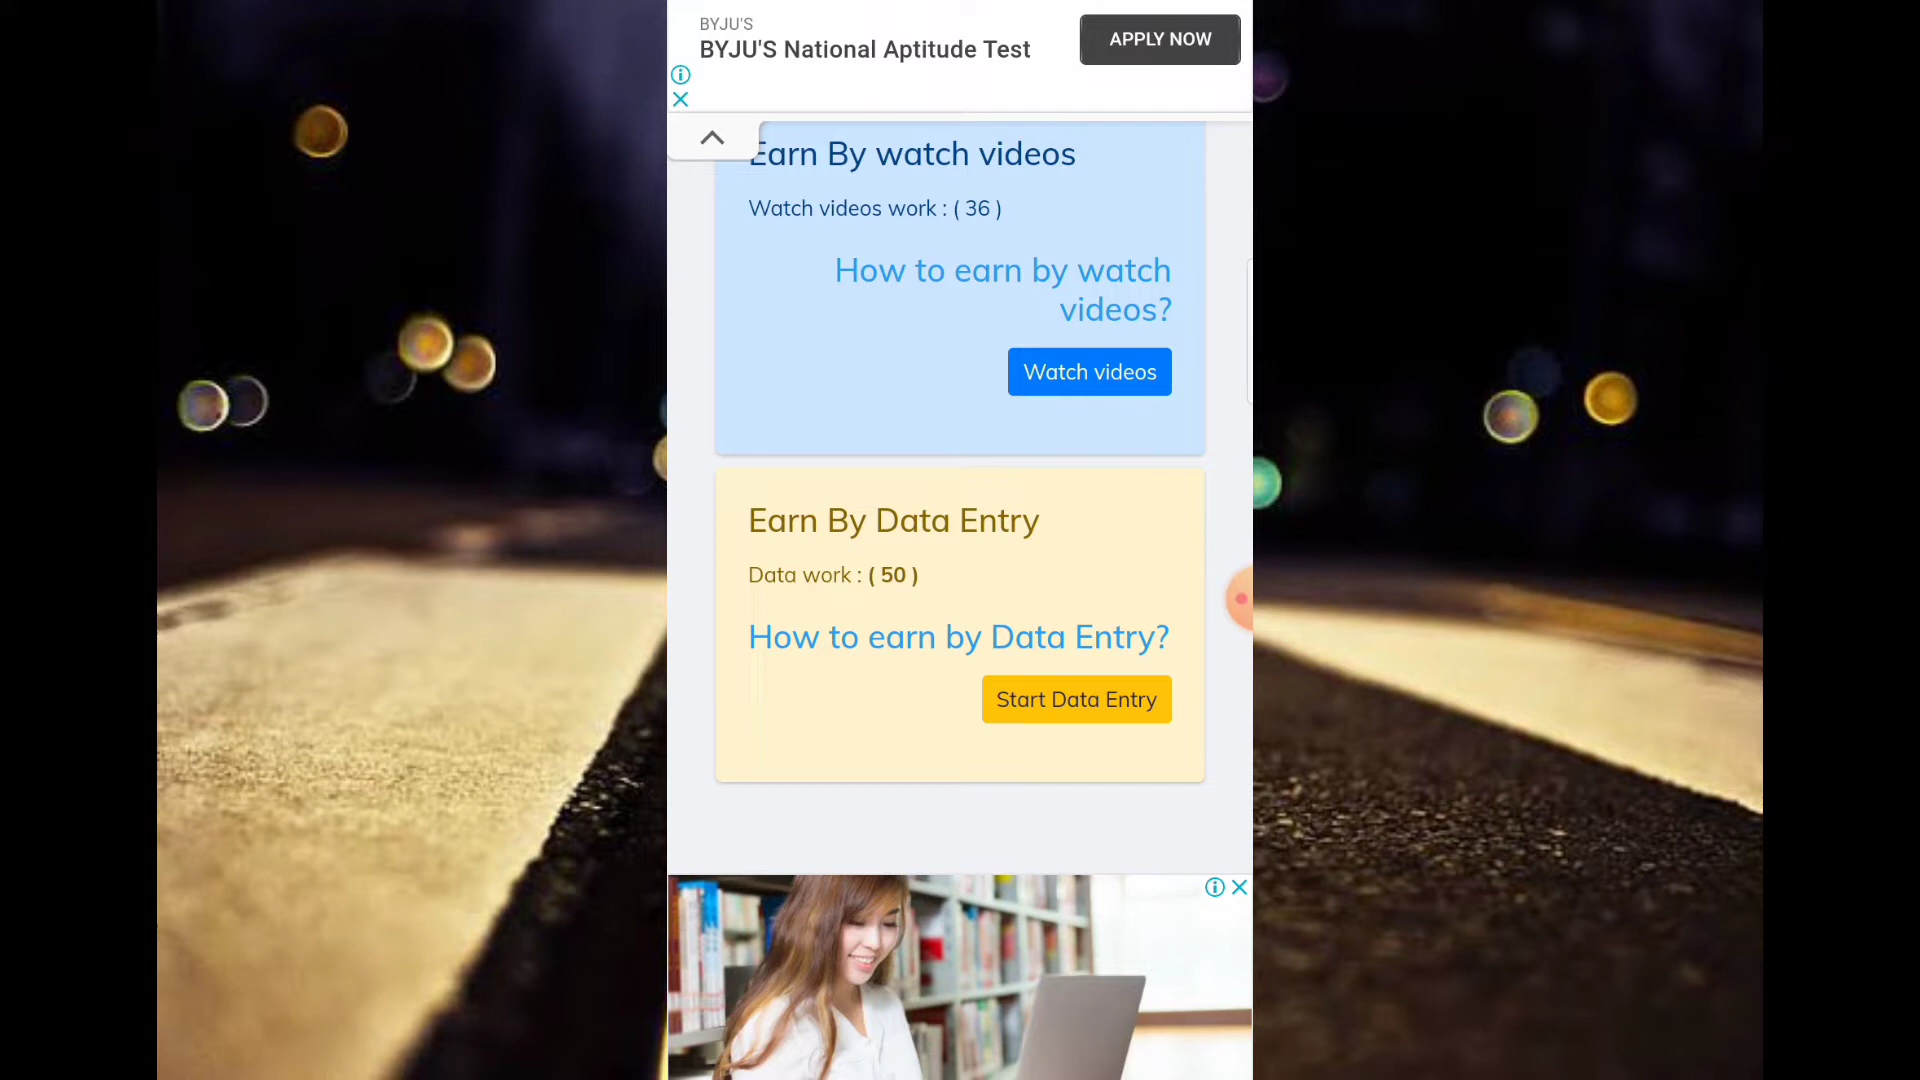 BYJU'S
BYJU'S National Aptitude Test
APPLY NOW
Earn By watch videos
Watch videos work : ( 36 )
How to earn by watch
videos?
Watch videos
Earn By Data Entry
Data work : ( 50 )
How to earn by Data Entry?
Start Data Entry